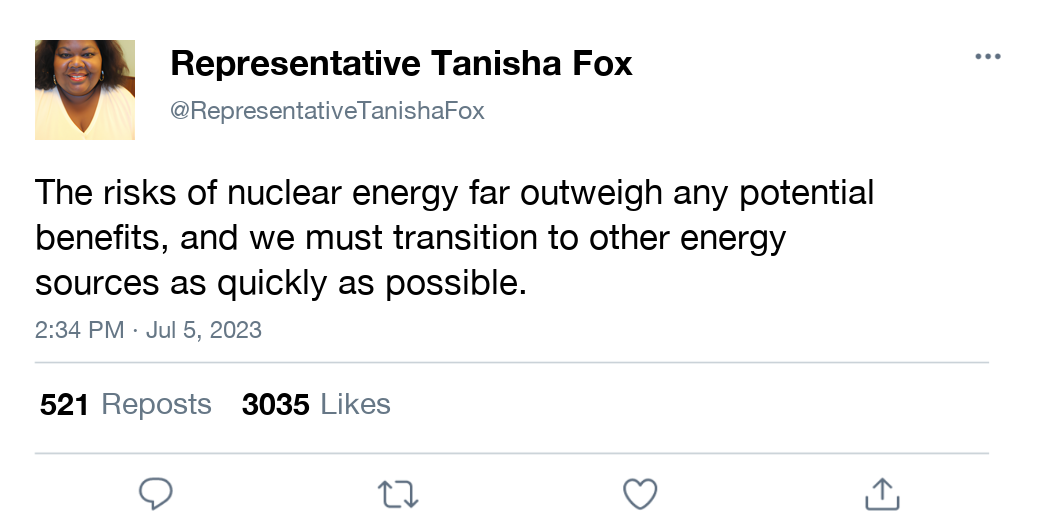 Representative Tanisha Fox
@RepresentativeTanishaFox
The risks of nuclear energy far outweigh any potential
benefits, and we must transition to other energy
sources as quickly as possible.
2:34 PM · Jul 5, 2023
521 Reposts 3035 Likes